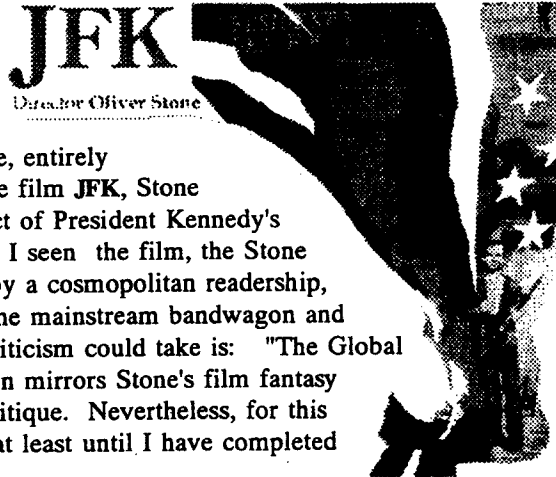 JFK
Director Oliver Stone
e, entirely
e film JFK, Stone
ct of President Kennedy's
I seen the film, the Stone
by a cosmopolitan readership,
he mainstream bandwagon and
iticism could take is: "The Global
n mirrors Stone's film fantasy
itique. Nevertheless, for this
at least until I have completed